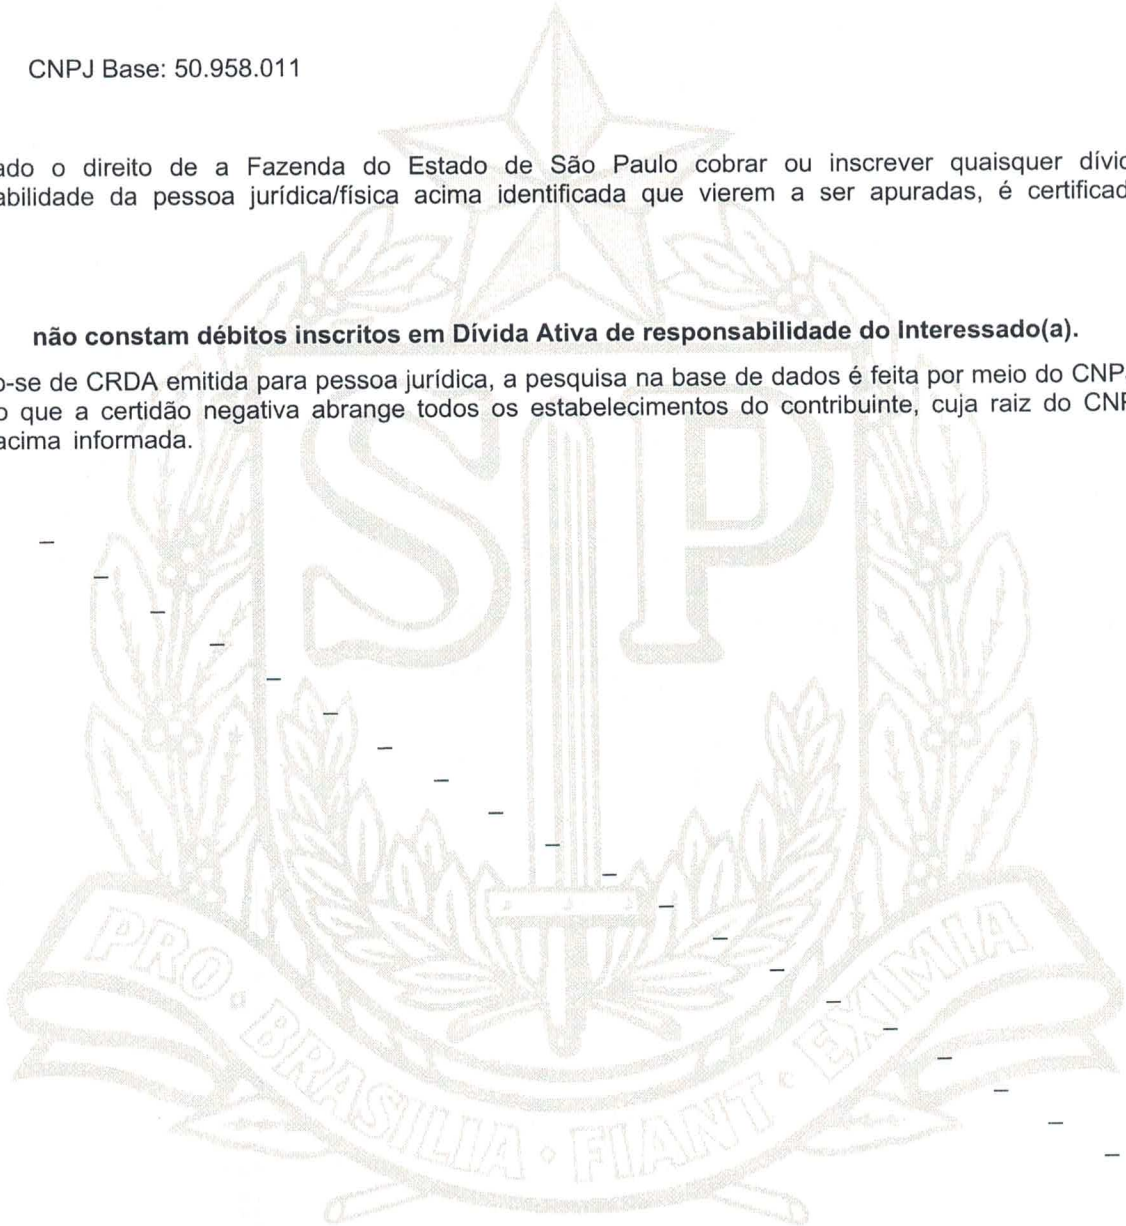 CNPJ Base: 50.958.011
ado o direito de a Fazenda do Estado de São Paulo cobrar ou inscrever quaisquer dívid
abilidade da pessoa jurídica/física acima identificada que vierem a ser apuradas, é certificad
não constam débitos inscritos em Dívida Ativa de responsabilidade do Interessado(a).
o-se de CRDA emitida para pessoa jurídica, a pesquisa na base de dados é feita por meio do CNP
o que a certidão negativa abrange todos os estabelecimentos do contribuinte, cuja raiz do CNP
acima informada.
SP
PRO • BRASILIA • FIANT • EXIMIA